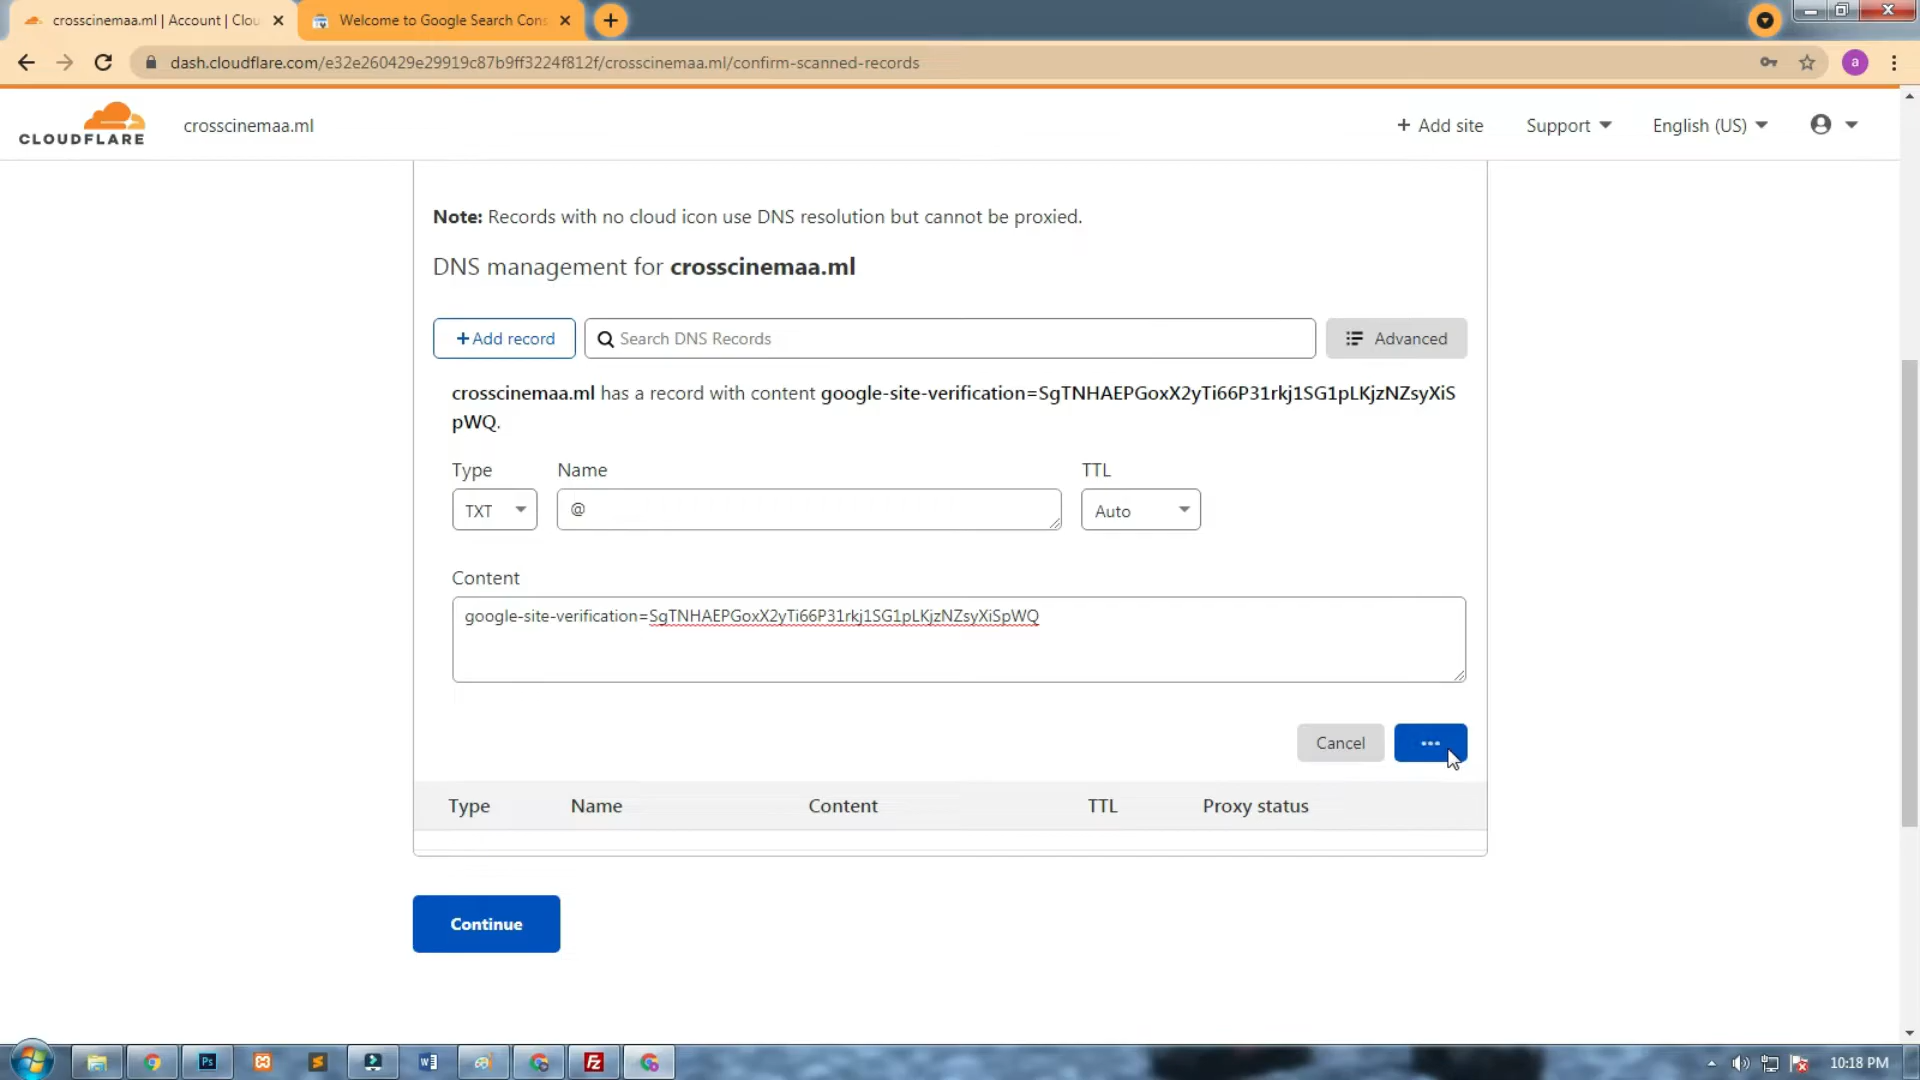 crosscinemaa.ml | Account | Clou
Welcome to Google Search Cons
dash.cloudflare.com/e32e260429e29919c87b9ff3224f812f/crosscinemaa.ml/confirm-scanned-records
a
CLOUDFLARE
crosscinemaa.ml
+ Add site
Support
English (US)
Note: Records with no cloud icon use DNS resolution but cannot be proxied.
DNS management for crosscinemaa.ml
+Add record
Search DNS Records
Advanced
crosscinemaa.ml has a record with content google-site-verification=SgTNHAEPGoxX2yTi66P31rkj1SG1pLKjzNZsyXiS
pWQ.
Type
Name
TTL
TXT
@
Auto
Content
google-site-verification=SgTNHAEPGoxX2yTi66P31rkj1SG1pLKjzNZsyXiSpWQ
Cancel
Type
Name
Content
TTL
Proxy status
Continue
Ps
Fz
10:18 PM